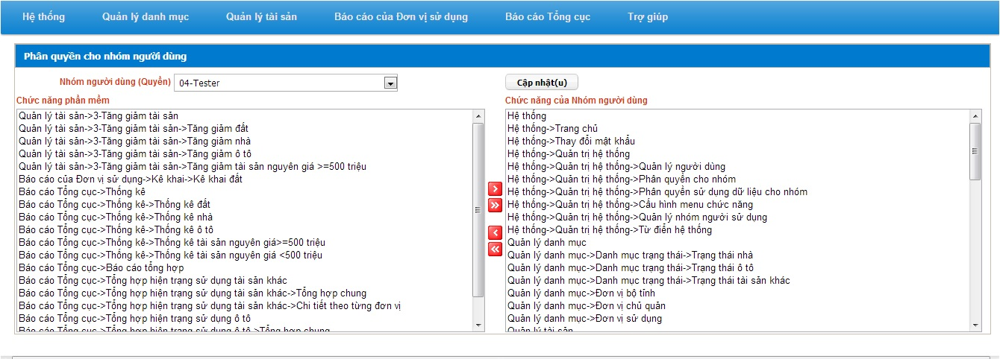 Hệ thống Quản lý danh mục Quản lý tài sản Báo cáo của Đơn vị sử dụng Báo cáo Tổng cục Trợ giúp
Phân quyền cho nhóm người dùng
Nhóm người dùng (Quyền) 04-Tester Cập nhật(u)
Chức năng phần mềm
Quản lý tài sản->3-Tăng giảm tài sản
Quản lý tài sản->3-Tăng giảm tài sản->Tăng giảm đất
Quản lý tài sản->3-Tăng giảm tài sản->Tăng giảm nhà
Quản lý tài sản->3-Tăng giảm tài sản->Tăng giảm ô tô
Quản lý tài sản->3-Tăng giảm tài sản->Tăng giảm tài sản nguyên giá >=500 triệu
Báo cáo của Đơn vị sử dụng->Kê khai->Kê khai đất
Báo cáo Tổng cục->Thống kê
Báo cáo Tổng cục->Thống kê->Thống kê đất
Báo cáo Tổng cục->Thống kê->Thống kê nhà
Báo cáo Tổng cục->Thống kê->Thống kê ô tô
Báo cáo Tổng cục->Thống kê->Thống kê tài sản nguyên giá>=500 triệu
Báo cáo Tổng cục->Thống kê->Thống kê tài sản nguyên giá <500 triệu
Báo cáo Tổng cục->Báo cáo tổng hợp
Báo cáo Tổng cục->Tổng hợp hiện trạng sử dụng tài sản khác
Báo cáo Tổng cục->Tổng hợp hiện trạng sử dụng tài sản khác->Tổng hợp chung
Báo cáo Tổng cục->Tổng hợp hiện trạng sử dụng tài sản khác->Chi tiết theo từng đơn vị
Báo cáo Tổng cục->Tổng hợp hiện trạng sử dụng ô tô
Báo cáo Tổng cục->Tổng hợp hiện trạng sử dụng ô tô->Tổng hợp chung
Chức năng của Nhóm người dùng
Hệ thống
Hệ thống->Trang chủ
Hệ thống->Thay đổi mật khẩu
Hệ thống->Quản trị hệ thống
Hệ thống->Quản trị hệ thống->Quản lý người dùng
Hệ thống->Quản trị hệ thống->Phân quyền cho nhóm
Hệ thống->Quản trị hệ thống->Phân quyền sử dụng dữ liệu cho nhóm
Hệ thống->Quản trị hệ thống->Cấu hình menu chức năng
Hệ thống->Quản trị hệ thống->Quản lý nhóm người sử dụng
Hệ thống->Quản trị hệ thống->Từ điển hệ thống
Quản lý danh mục
Quản lý danh mục->Danh mục trạng thái->Trạng thái nhà
Quản lý danh mục->Danh mục trạng thái->Trạng thái ô tô
Quản lý danh mục->Danh mục trạng thái->Trạng thái tài sản khác
Quản lý danh mục->Đơn vị bộ tỉnh
Quản lý danh mục->Đơn vị chủ quản
Quản lý danh mục->Đơn vị sử dụng
Quản lý tài sản